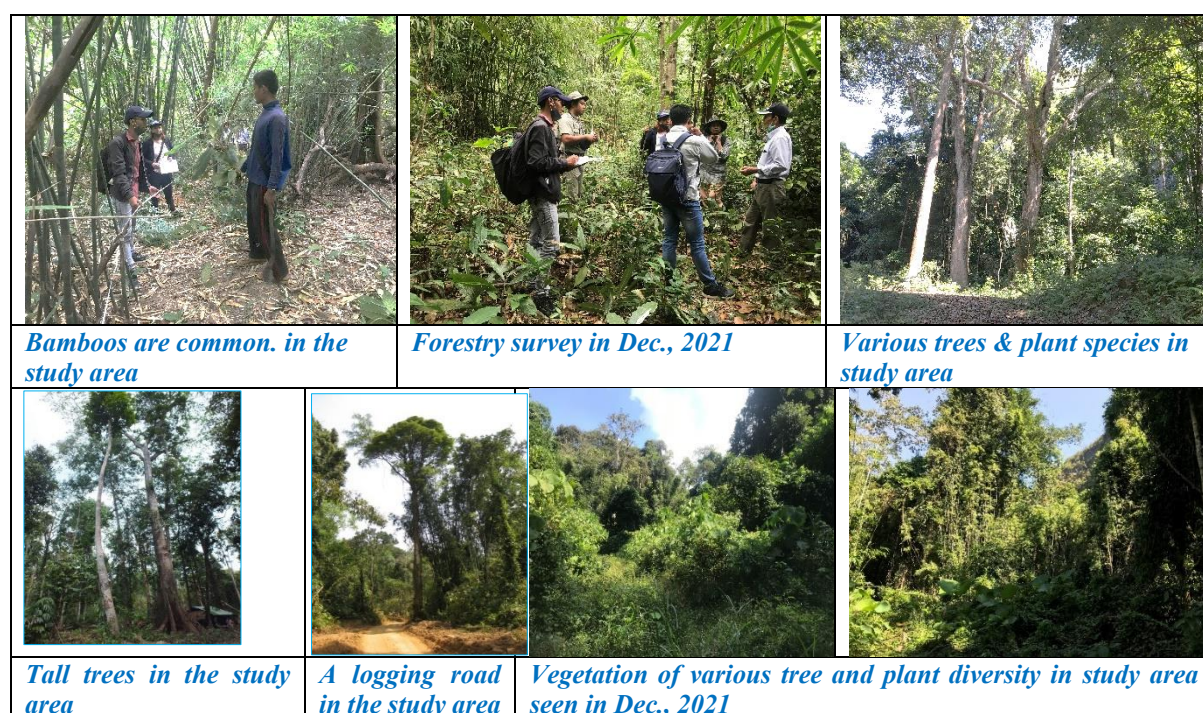 Bamboos are common. in the
study area
Forestry survey in Dec., 2021
Various trees & plant species in
study area
Tall trees in the study
area
A logging road
in the study area
Vegetation of various tree and plant diversity in study area
seen in Dec., 2021